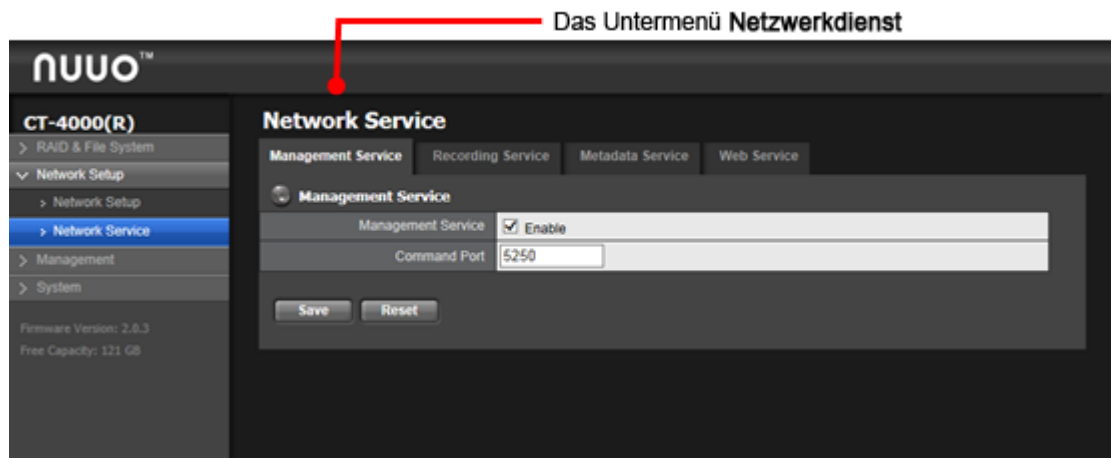 Das Untermenü Netzwerkdienst
nuuo™
CT-4000(R)
> RAID & File System
Network Setup
> Network Setup
> Network Service
> Management
> System
Firmware Version: 2.0.3
Free Capacity: 121 GB
Network Service
Management Service Recording Service Metadata Service Web Service
Management Service
Management Service Enable
Command Port 5250
Save Reset